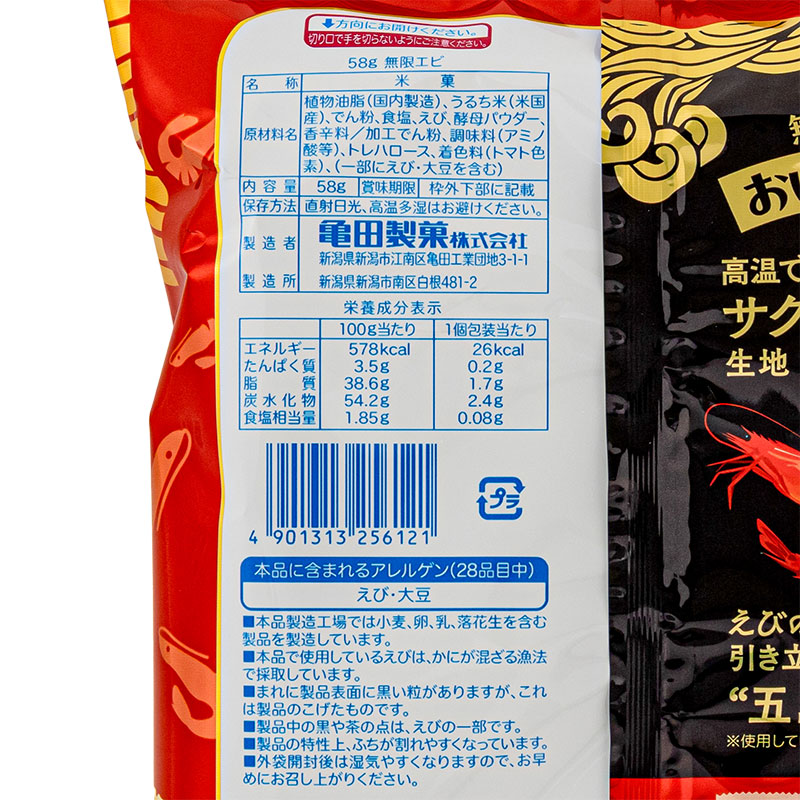 ⬇方向にお開けください。
切り口で手を切らないようにご注意ください。
58g 無限エビ
名称 米菓
原材料名 植物油脂(国内製造)、うるち米(米国
産)、でん粉、食塩、えび、酵母パウダー、
香辛料/加工でん粉、調味料(アミノ
酸等)、トレハロース、着色料(トマト色
素)、(一部にえび・大豆を含む)
内容量 58g 賞味期限 枠外下部に記載
保存方法 直射日光、高温多湿はお避けください。
製造者 亀田製菓株式会社
新潟県新潟市江南区亀田工業団地3-1-1
製造所 新潟県新潟市南区白根481-2
栄養成分表示
100g当たり 1個包装当たり
エネルギー 578kcal 26kcal
たんぱく質 3.5g 0.2g
脂質 38.6g 1.7g
炭水化物 54.2g 2.4g
食塩相当量 1.85g 0.08g
4 901313 256121
プラ
本品に含まれるアレルゲン(28品目中)
えび・大豆
■本品製造工場では小麦、卵、乳、落花生を含む
製品を製造しています。
■本品で使用しているえびは、かにが混ざる漁法
で採取しています。
■まれに製品表面に黒い粒がありますが、これ
は製品のこげたものです。
■製品中の黒や茶の点は、えびの一部です。
■製品の特性上、ふちが割れやすくなっています。
■外袋開封後は湿気やすくなりますので、お早
めにお召し上がりください。
高温で
サク
生地
えびの
引き立
“五
※使用して